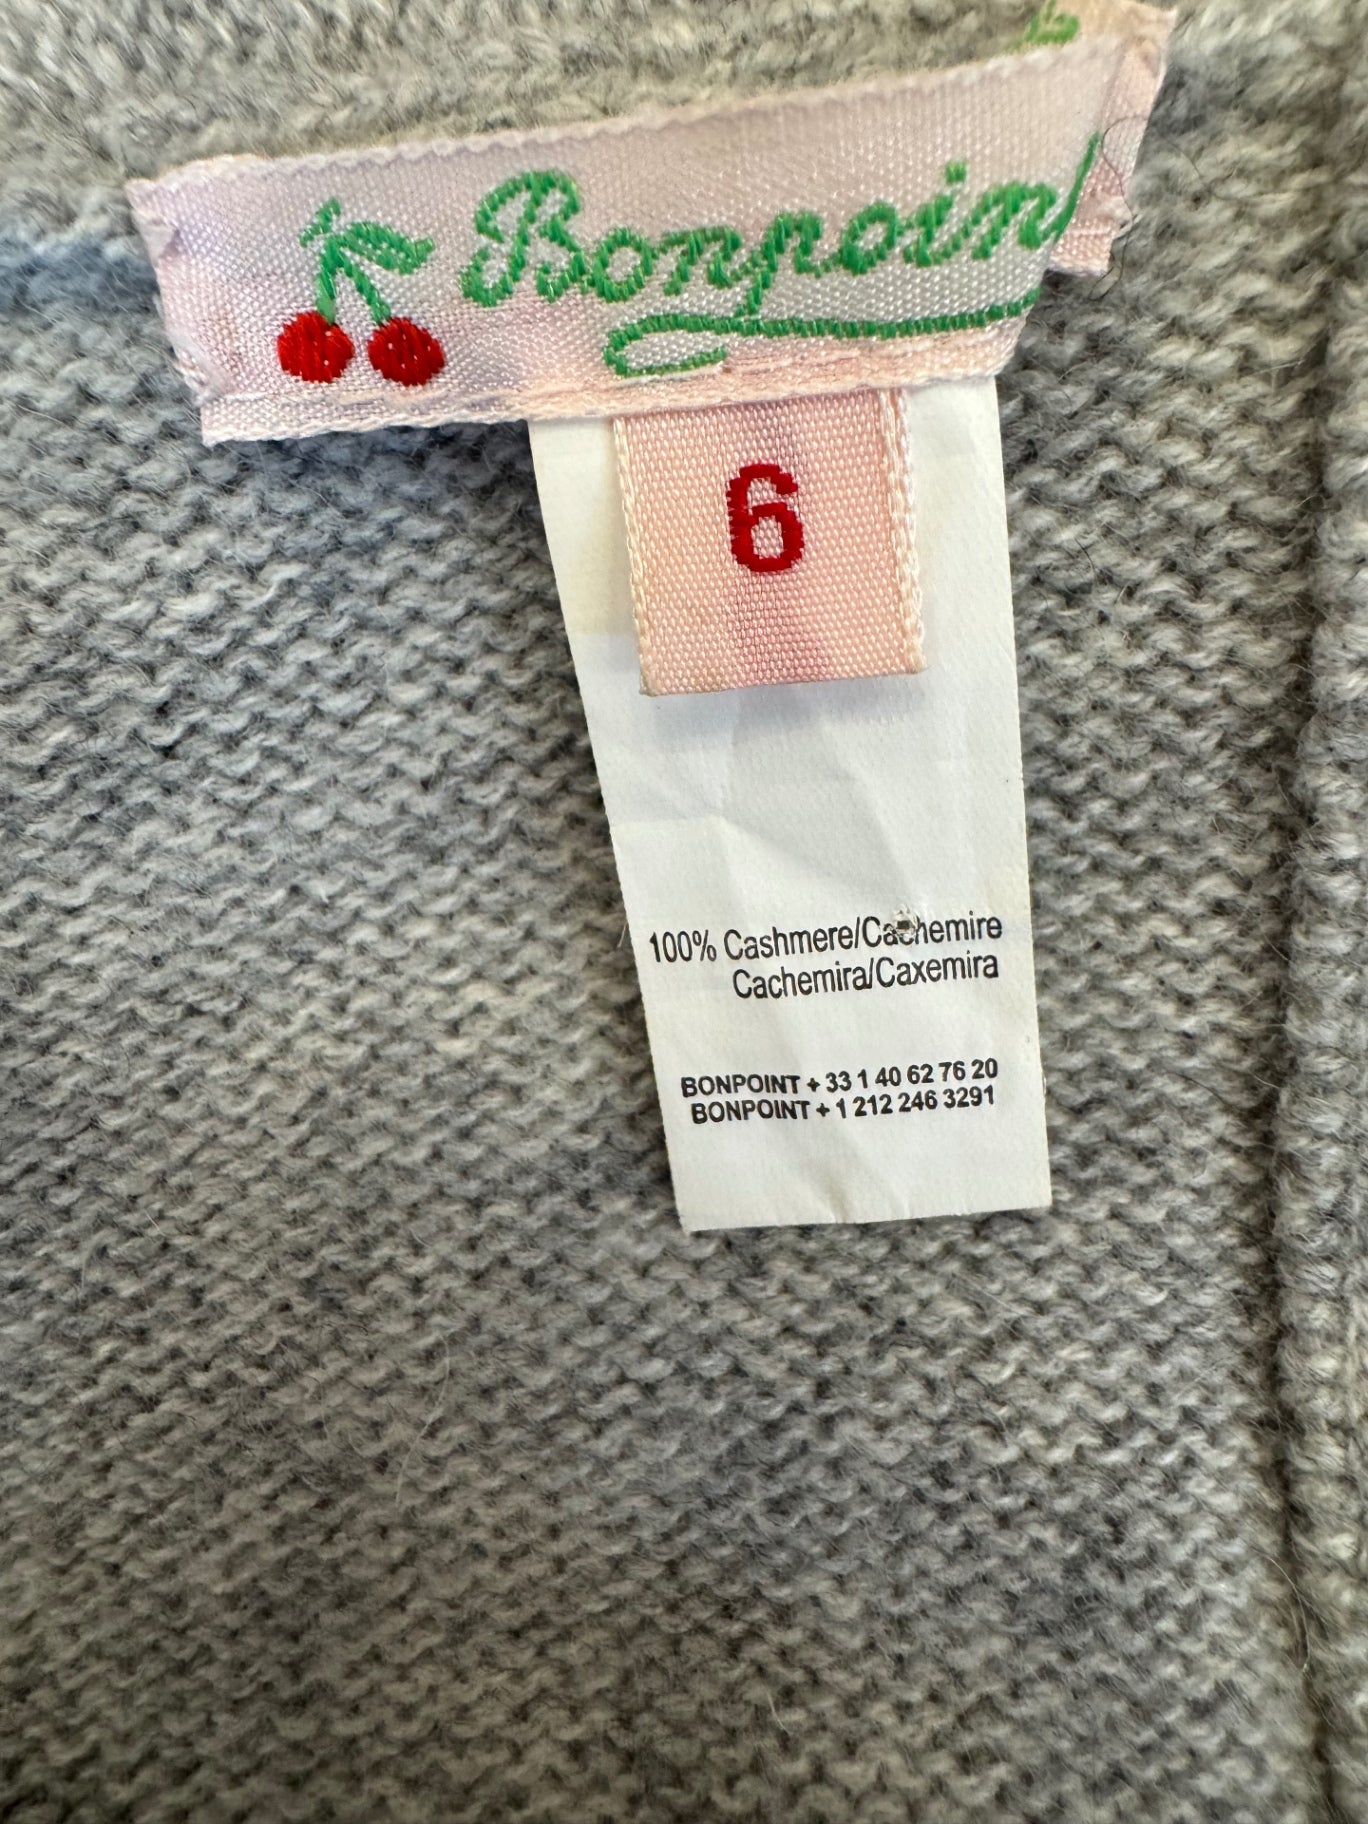 Bonpoint
6
100% Cashmere/Cachemire
Cachemira/Caxemira
BONPOINT + 33 1 40 62 76 20
BONPOINT + 1 212 246 3291